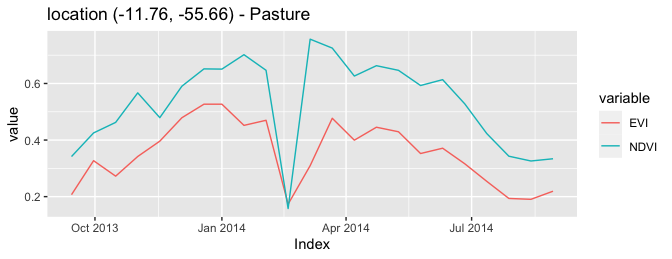 location (-11.76, -55.66) - Pasture
value
0.6
0.4
0.2
Oct 2013
Jan 2014
Apr 2014
Jul 2014
Index
variable
EVI
NDVI